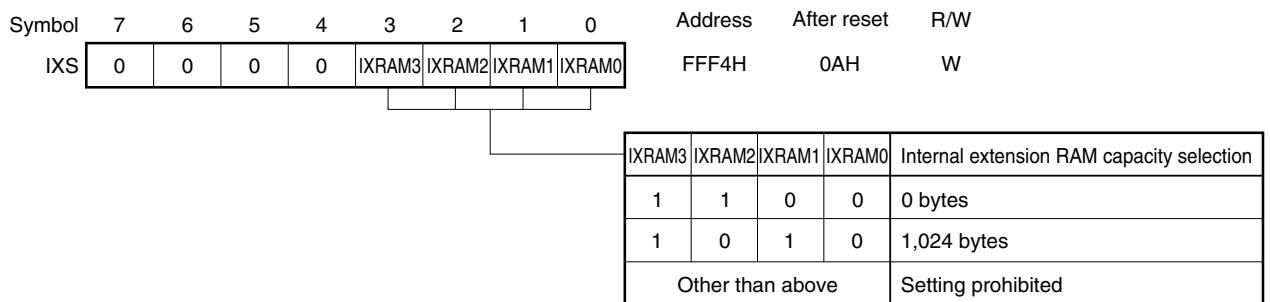 Symbol 7 6 5 4 3 2 1 0 Address After reset R/W
IXS 0 0 0 0 IXRAM3 IXRAM2 IXRAM1 IXRAM0 FFF4H 0AH W
IXRAM3 IXRAM2 IXRAM1 IXRAM0 Internal extension RAM capacity selection
1 1 0 0 0 bytes
1 0 1 0 1,024 bytes
Other than above Setting prohibited